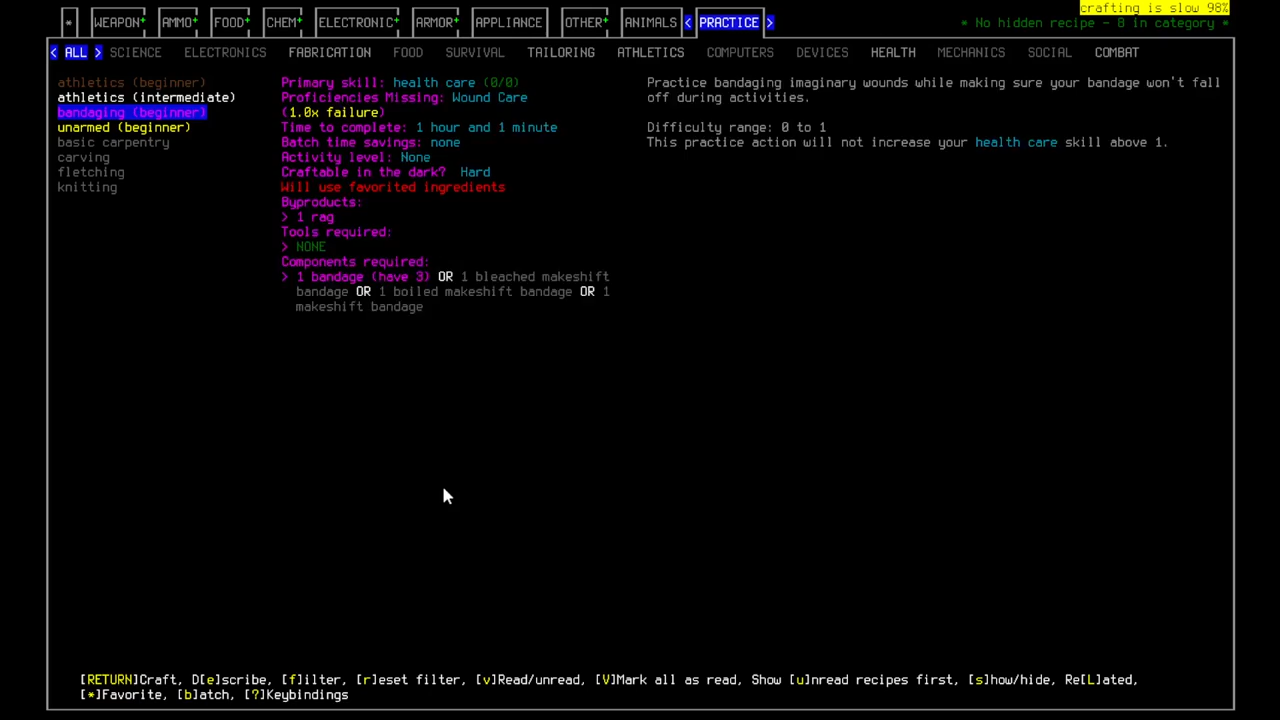 crafting is slow 98%
* WEAPON+ AMMO+ FOOD+ CHEM+ ELECTRONIC+ ARMOR+ APPLIANCE OTHER+ ANIMALS < PRACTICE > * No hidden recipe - 0 in category *
< ALL > SCIENCE ELECTRONICS FABRICATION FOOD SURVIVAL TAILORING ATHLETICS COMPUTERS DEVICES HEALTH MECHANICS SOCIAL COMBAT
athletics (beginner)
athletics (intermediate)
bandaging (beginner)
unarmed (beginner)
basic carpentry
carving
fletching
knitting
Primary skill: health care (0/0)
Proficiencies Missing: Wound Care
(1.0x failure)
Time to complete: 1 hour and 1 minute
Batch time savings: none
Activity level: None
Craftable in the dark? Hard
Will use favorited ingredients
Byproducts:
> 1 rag
Tools required:
> NONE
Components required:
> 1 bandage (have 3) OR 1 bleached makeshift
bandage OR 1 boiled makeshift bandage OR 1
makeshift bandage
Practice bandaging imaginary wounds while making sure your bandage won't fall
off during activities.
Difficulty range: 0 to 1
This practice action will not increase your health care skill above 1.
[RETURN]Craft, D[e]scribe, [f]ilter, [r]eset filter, [v]Read/unread, [V]Mark all as read, Show [u]nread recipes first, [s]how/hide, Re[L]ated,
[*]Favorite, [b]atch, [?]Keybindings